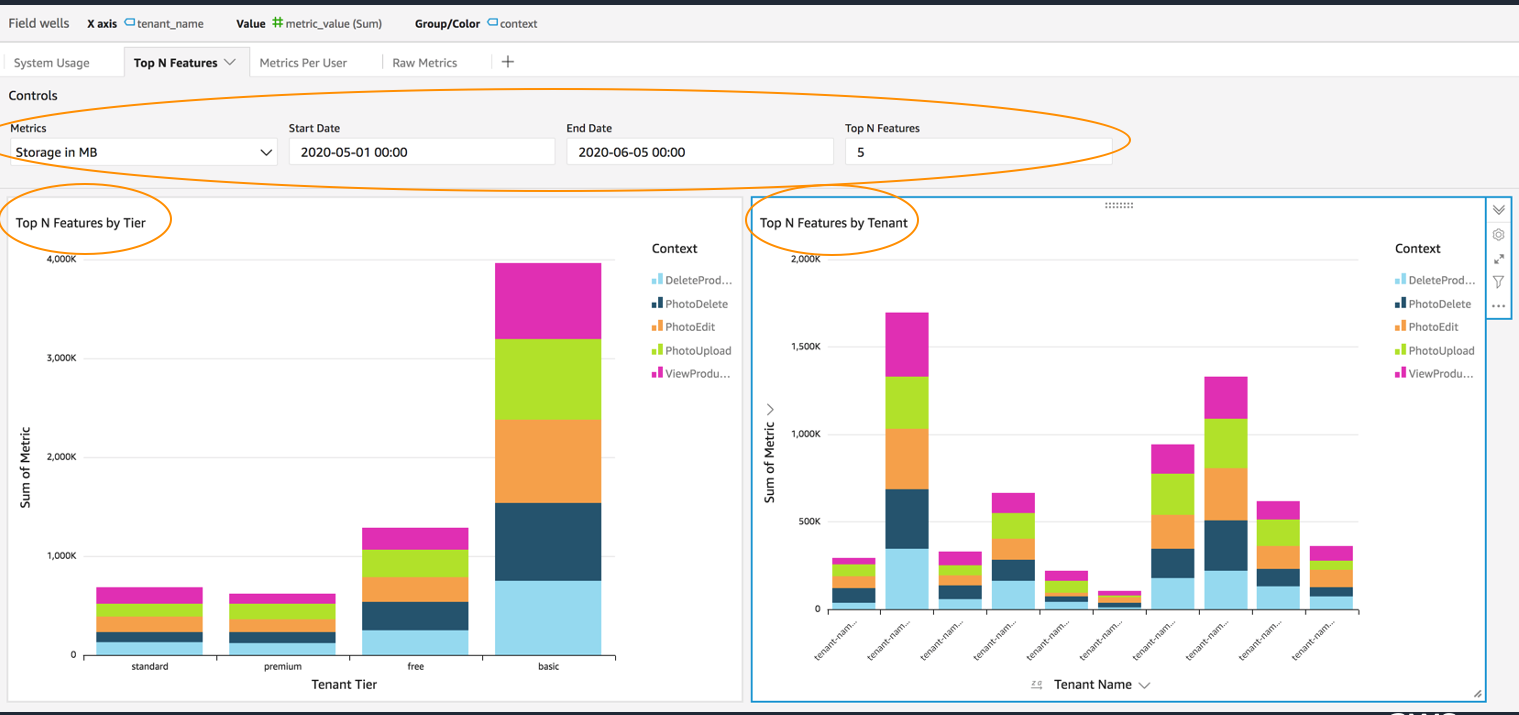 Field wells X axis tenant_name Value metric_value (Sum) Group/Color context
System Usage Top N Features Metrics Per User Raw Metrics
Controls
Metrics Start Date End Date Top N Features
Storage in MB 2020-05-01 00:00 2020-06-05 00:00 5
Top N Features by Tier
Context
DeleteProd...
PhotoDelete
PhotoEdit
PhotoUpload
ViewProdu...
4,000K
3,000K
2,000K
1,000K
0
Sum of Metric
standard premium free basic
Tenant Tier
Top N Features by Tenant
Context
DeleteProd...
PhotoDelete
PhotoEdit
PhotoUpload
ViewProdu...
2,000K
1,500K
1,000K
500K
0
Sum of Metric
tenant-nam... tenant-nam... tenant-nam... tenant-nam... tenant-nam... tenant-nam... tenant-nam... tenant-nam... tenant-nam... tenant-nam...
Tenant Name